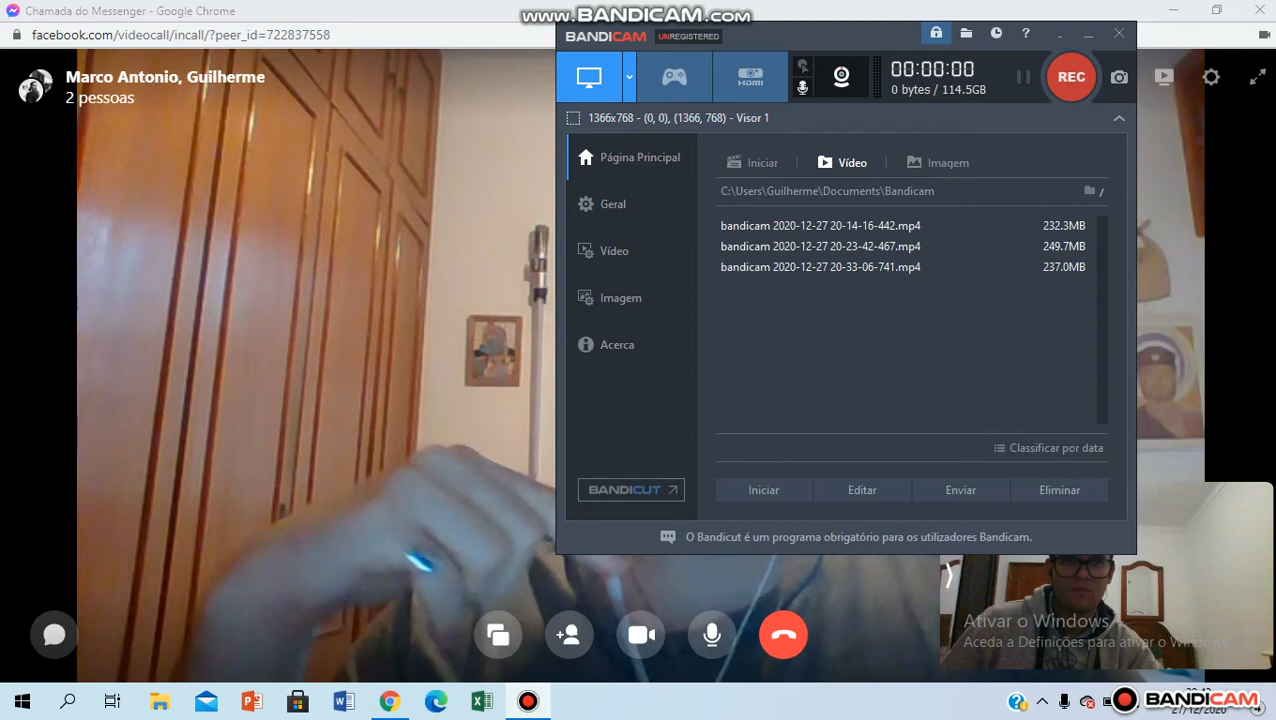 Chamada do Messenger - Google Chrome
www.BANDICAM.com
facebook.com/videocall/incall/?peer_id=722837558
Marco Antonio, Guilherme
2 pessoas
BANDICAM UNREGISTERED
HDMI
00:00:00
0 bytes / 114.5GB
REC
1366x768 - (0, 0), (1366, 768) - Visor 1
Página Principal
Geral
Vídeo
Imagem
Acerca
BANDICUT
Iniciar
Vídeo
Imagem
C:\Users\Guilherme\Documents\Bandicam
/
bandicam 2020-12-27 20-14-16-442.mp4 232.3MB
bandicam 2020-12-27 20-23-42-467.mp4 249.7MB
bandicam 2020-12-27 20-33-06-741.mp4 237.0MB
Classificar por data
Iniciar Editar Enviar Eliminar
O Bandicut é um programa obrigatório para os utilizadores Bandicam.
Ativar o Windows
Aceda a Definições para ativar o Windows.
BANDICAM
27/12/2020